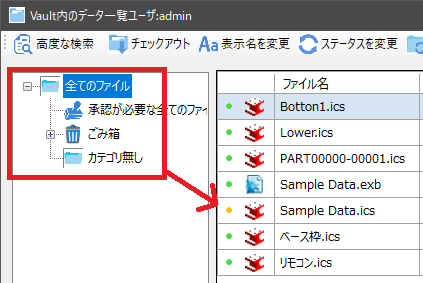 Vault内のデータ一覧ユーザ:admin
高度な検索 チェックアウト Aa 表示名を変更 ステータスを変更
全てのファイル
承認が必要な全てのファイ
ごみ箱
カテゴリ無し
ファイル名
Botton1.ics
Lower.ics
PART00000-00001.ics
Sample Data.exb
Sample Data.ics
ベース枠.ics
リモコン.ics